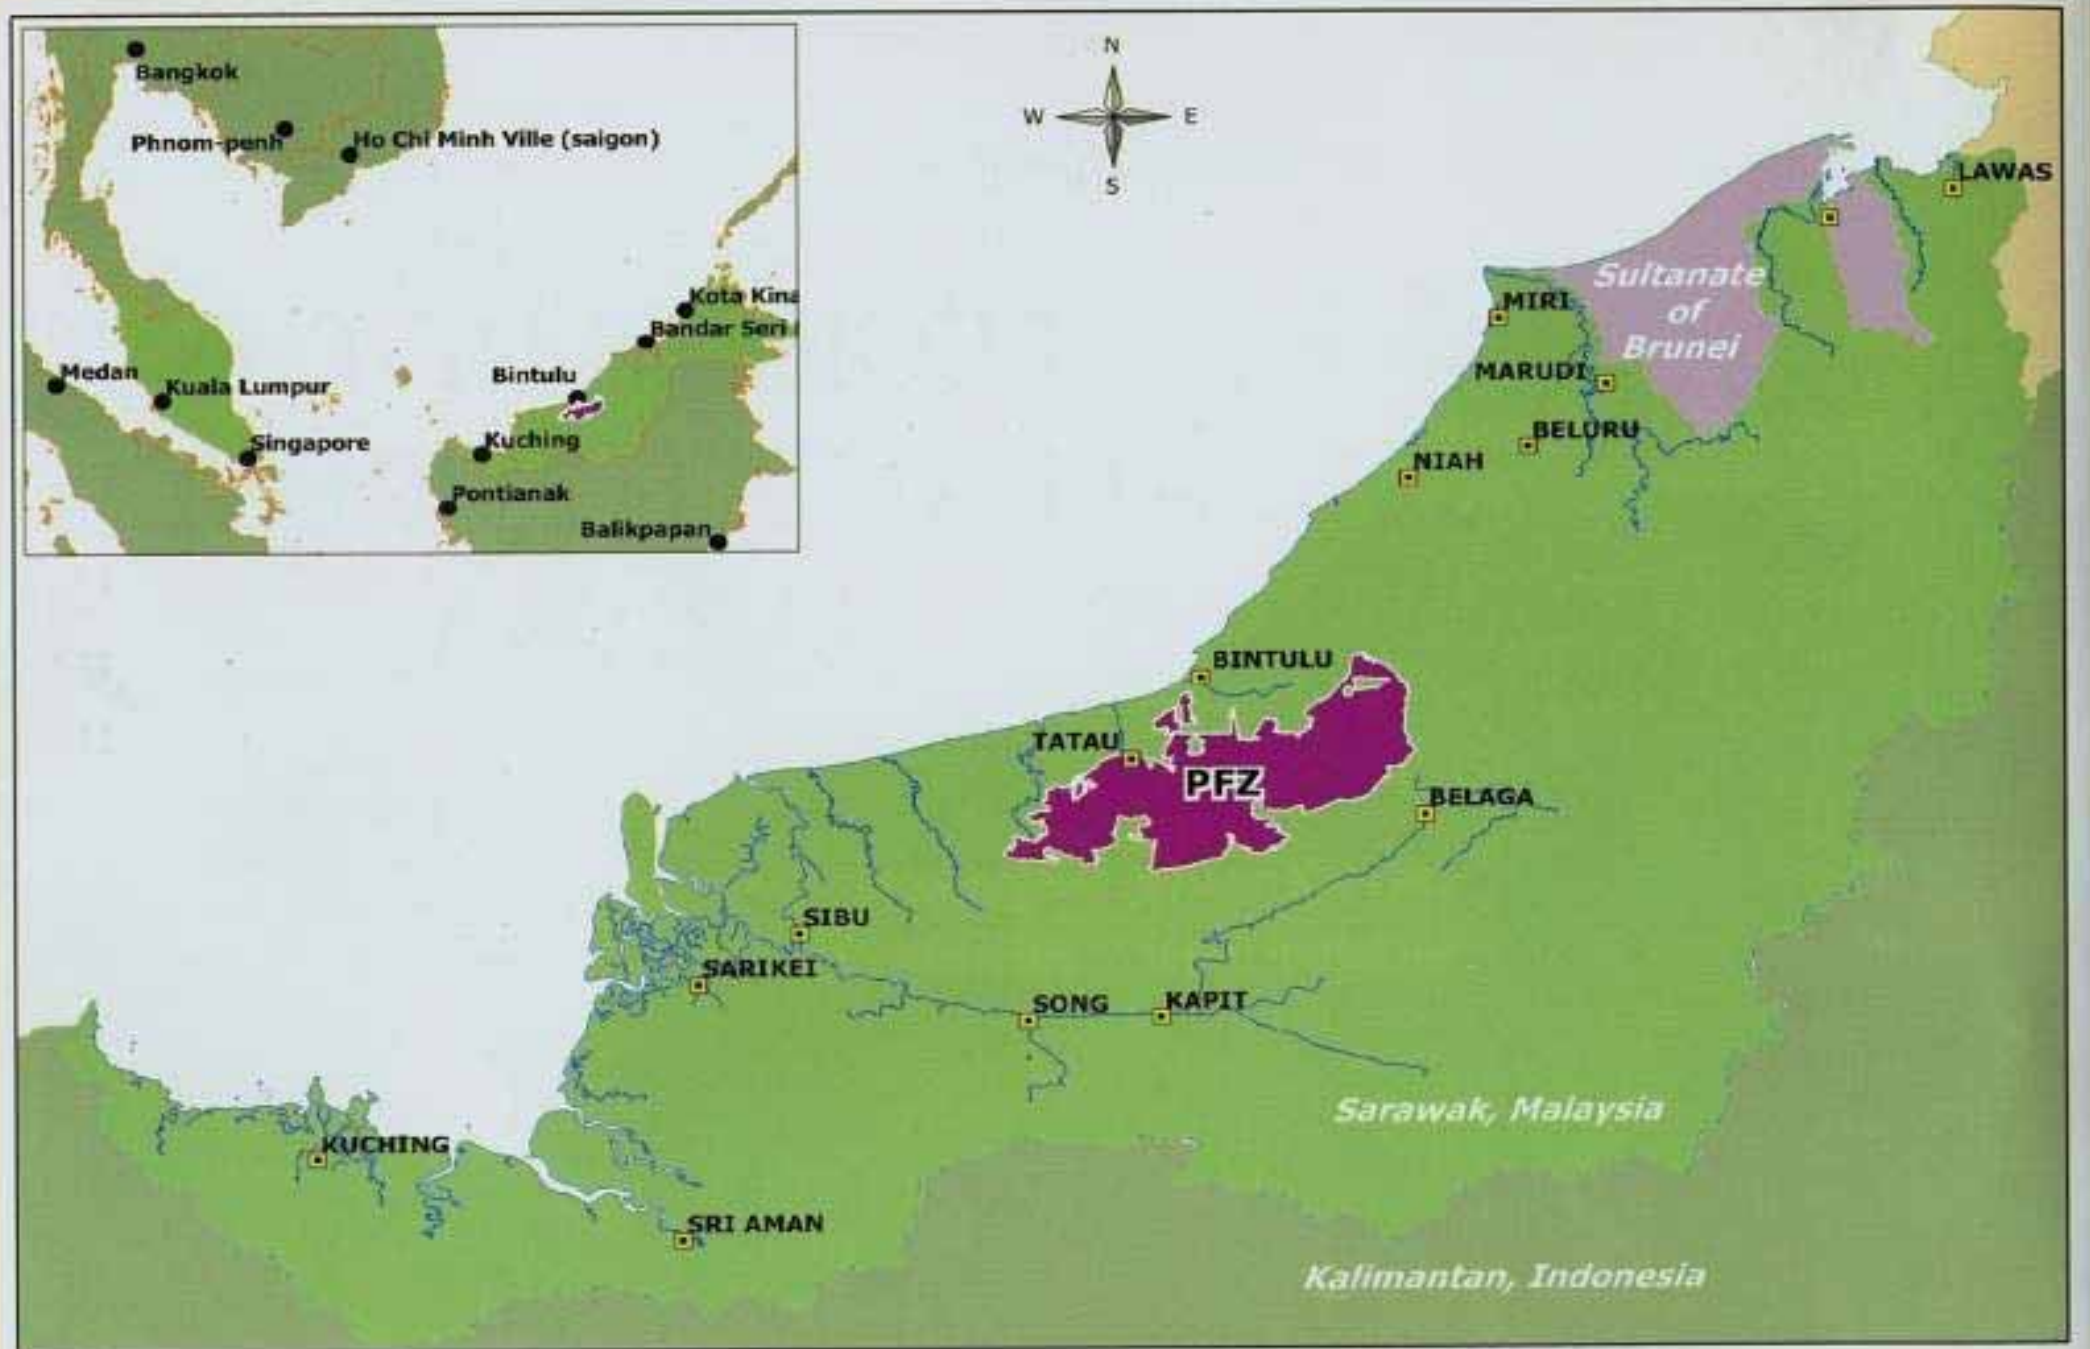 Bangkok
Phnom-penh
Ho Chi Minh Ville (saigon)
Kota Kina
Bandar Seri
Bintulu
Medan
Kuala Lumpur
Singapore
Kuching
Pontianak
Balikpapan
N
W E
S
LAWAS
Sultanate
of
Brunei
MIRI
MARUDI
BELURU
NIAH
BINTULU
TATAU
PFZ
BELAGA
SIBU
SARIKEI
SONG
KAPIT
Sarawak, Malaysia
KUCHING
SRI AMAN
Kalimantan, Indonesia